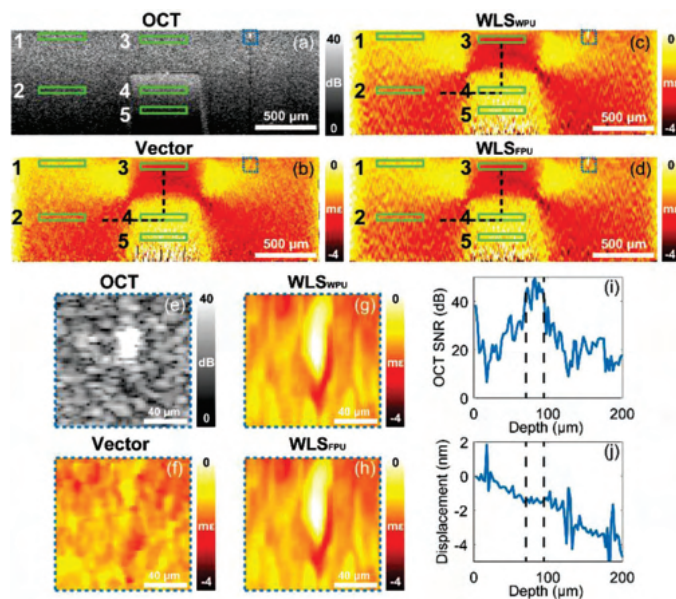 OCT
WLSWPU
1
3
(a)
40
1
3
(c)
0
2
4
dB
2
4
mε
5
500 µm
0
5
500 µm
-4
Vector
WLSFPU
1
3
(b)
0
1
3
(d)
0
2
4
mε
2
4
mε
5
500 µm
-4
5
500 µm
-4
OCT
WLSWPU
(e)
40
(g)
0
(i)
dB
mε
OCT SNR (dB)
40
20
0
40 µm
0
40 µm
-4
0
100
200
Depth (µm)
Vector
WLSFPU
(f)
0
(h)
0
(j)
mε
mε
Displacement (nm)
2
0
-2
-4
40 µm
-4
40 µm
-4
0
100
200
Depth (µm)